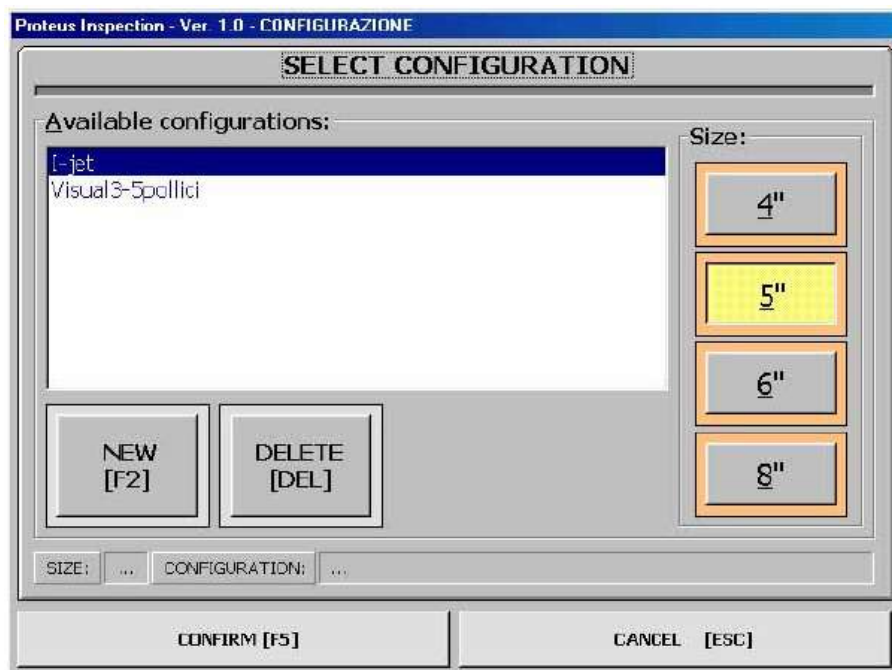 Proteus Inspection - Ver. 1.0 - CONFIGURAZIONE
SELECT CONFIGURATION
Available configurations:
I-jet
Visual3-5pollici
Size:
4"
5"
6"
8"
NEW
[F2]
DELETE
[DEL]
SIZE: ... CONFIGURATION: ...
CONFIRM [F5]
CANCEL [ESC]